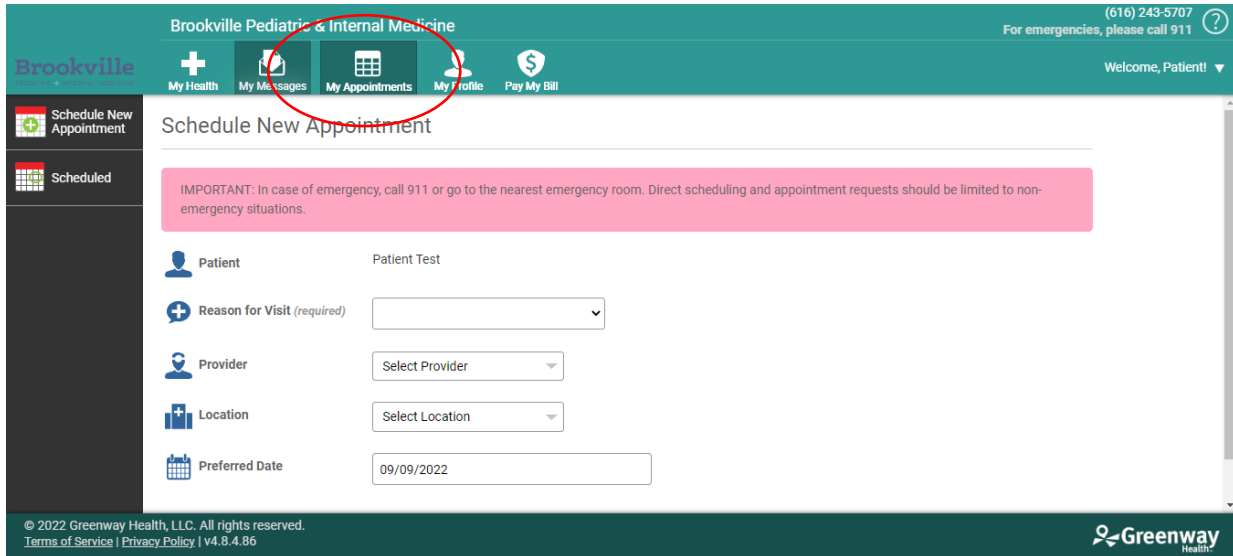 Brookville Pediatric & Internal Medicine
(616) 243-5707
For emergencies, please call 911
?
Brookville
PEDIATRIC & INTERNAL MEDICINE
My Health
My Messages
My Appointments
My Profile
$
Pay My Bill
Welcome, Patient! ▼
Schedule New
Appointment
Scheduled
Schedule New Appointment
IMPORTANT: In case of emergency, call 911 or go to the nearest emergency room. Direct scheduling and appointment requests should be limited to non-
emergency situations.
Patient
Patient Test
Reason for Visit (required)
Provider
Select Provider
Location
Select Location
Preferred Date
09/09/2022
© 2022 Greenway Health, LLC. All rights reserved.
Terms of Service | Privacy Policy | v4.8.4.86
Greenway
Health